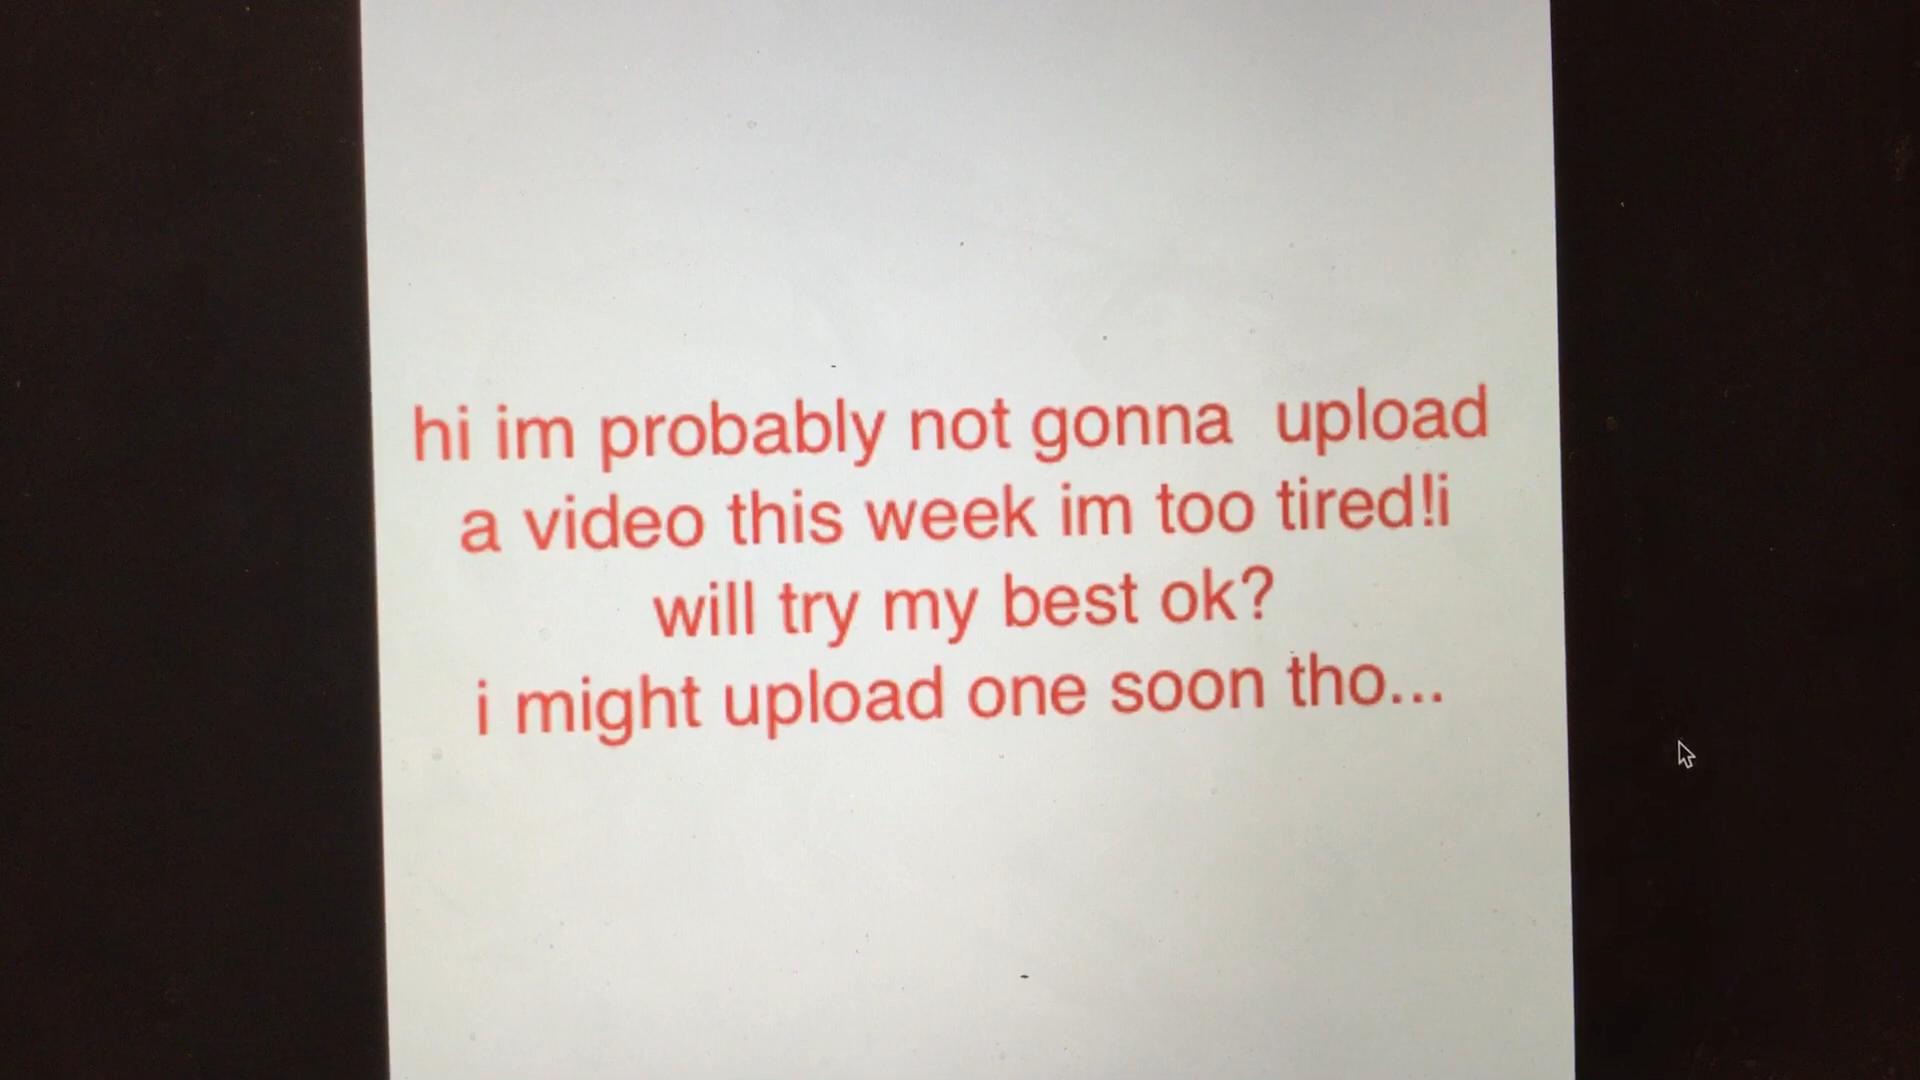 hi im probably not gonna  upload
a video this week im too tired!i
will try my best ok?
i might upload one soon tho...